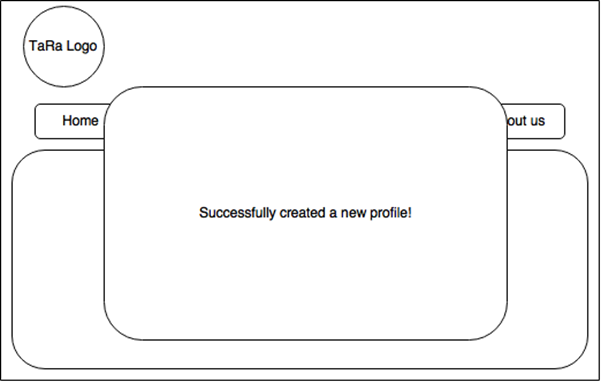 TaRa Logo
Home
out us
Successfully created a new profile!